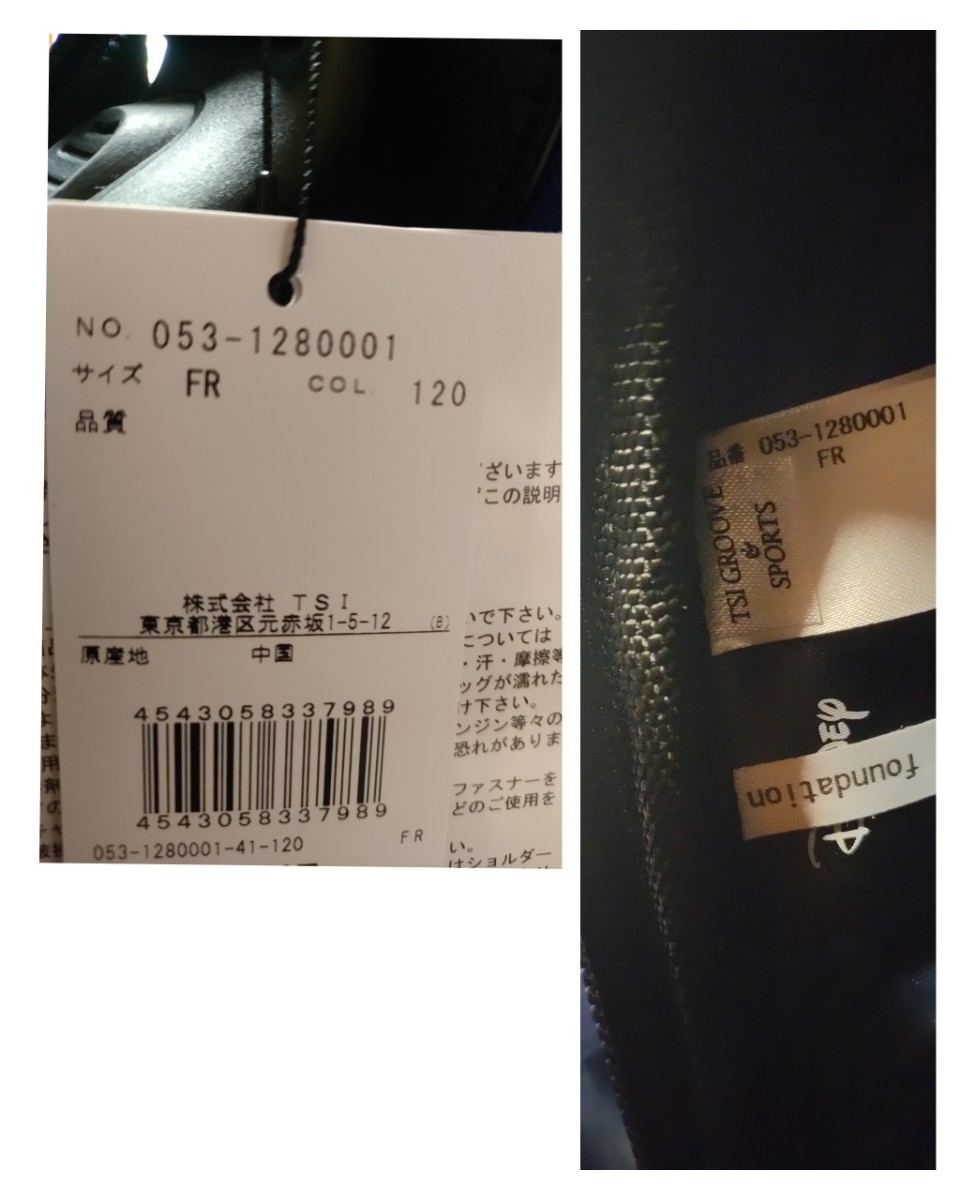 NO. 053-1280001
サイズ FR COL. 120
品質
株式会社 TSI
東京都港区元赤坂1-5-12 (B)
原産地 中国
4543058337989
4543058337989
053-1280001-41-120 FR
ざいます
この説明
いで下さい。
については
・汗・摩擦等
ッグが濡れた
け下さい。
ンジン等々の
恐れがありま
ファスナーを
どのご使用を
い。
はショルダー
品番 053-1280001
FR
TSI GROOVE
&
SPORTS
foundation